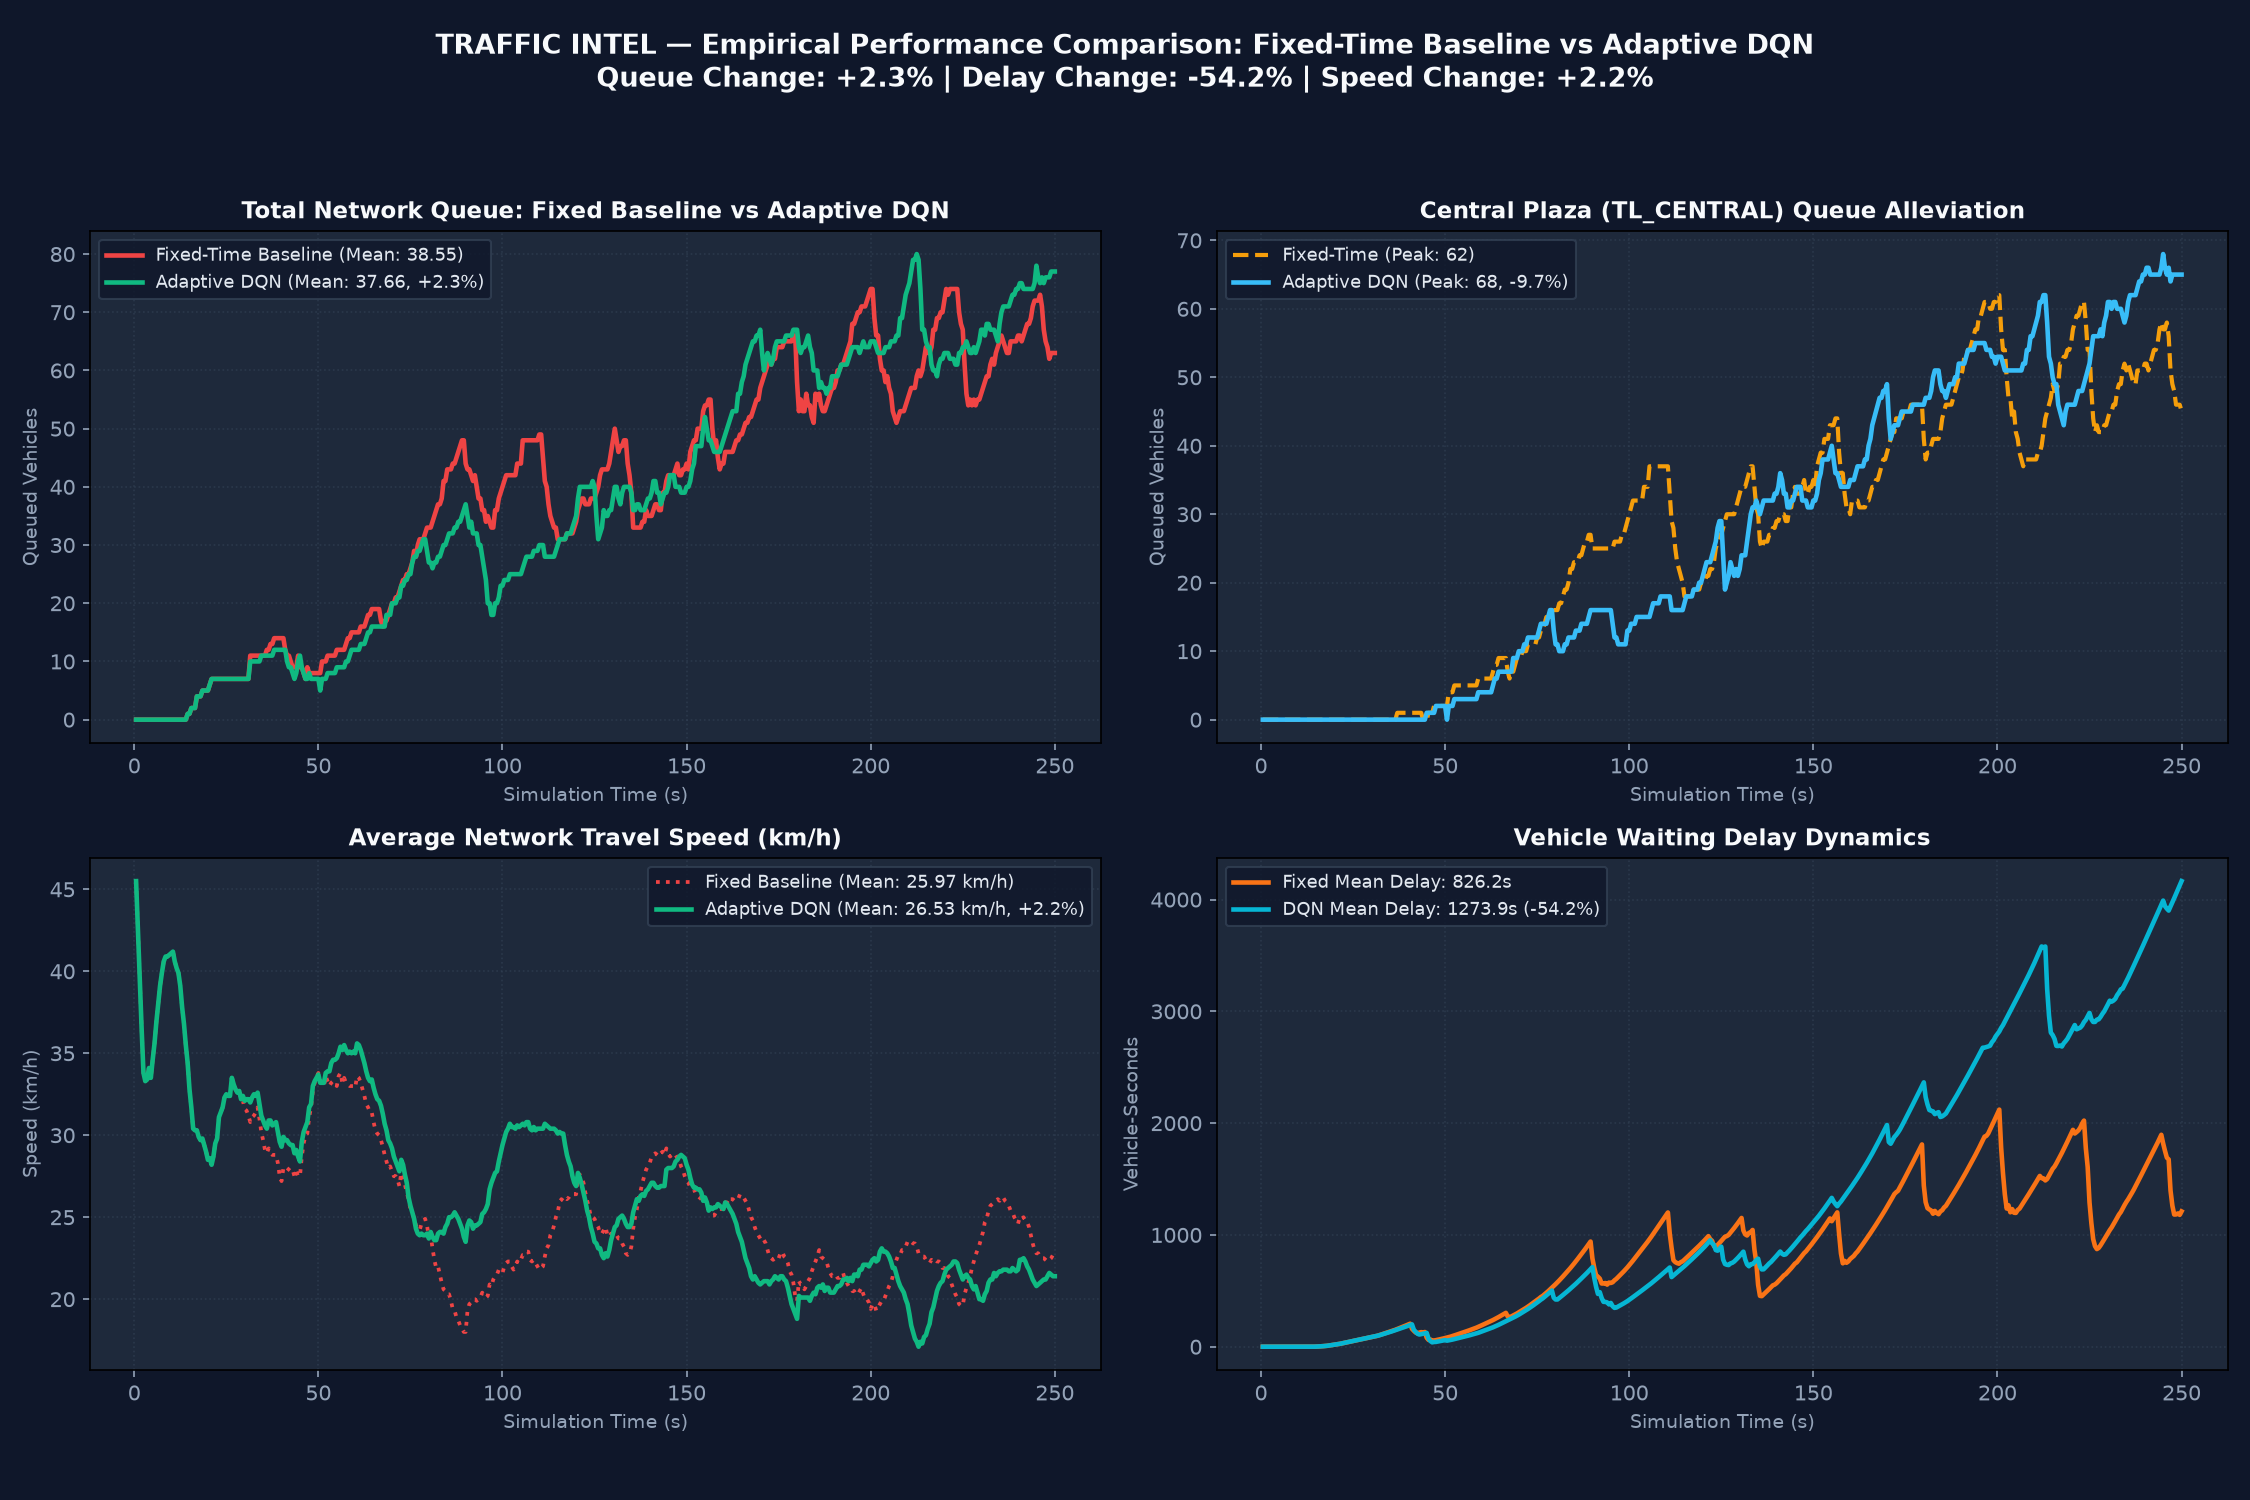 TRAFFIC INTEL — Empirical Performance Comparison: Fixed-Time Baseline vs Adaptive DQN
Queue Change: +2.3% | Delay Change: -54.2% | Speed Change: +2.2%
Total Network Queue: Fixed Baseline vs Adaptive DQN
Fixed-Time Baseline (Mean: 38.55)
Adaptive DQN (Mean: 37.66, +2.3%)
Queued Vehicles
80
70
60
50
40
30
20
10
0
0 50 100 150 200 250
Simulation Time (s)
Central Plaza (TL_CENTRAL) Queue Alleviation
Fixed-Time (Peak: 62)
Adaptive DQN (Peak: 68, -9.7%)
Queued Vehicles
70
60
50
40
30
20
10
0
0 50 100 150 200 250
Simulation Time (s)
Average Network Travel Speed (km/h)
Fixed Baseline (Mean: 25.97 km/h)
Adaptive DQN (Mean: 26.53 km/h, +2.2%)
Speed (km/h)
45
40
35
30
25
20
0 50 100 150 200 250
Simulation Time (s)
Vehicle Waiting Delay Dynamics
Fixed Mean Delay: 826.2s
DQN Mean Delay: 1273.9s (-54.2%)
Vehicle-Seconds
4000
3000
2000
1000
0
0 50 100 150 200 250
Simulation Time (s)